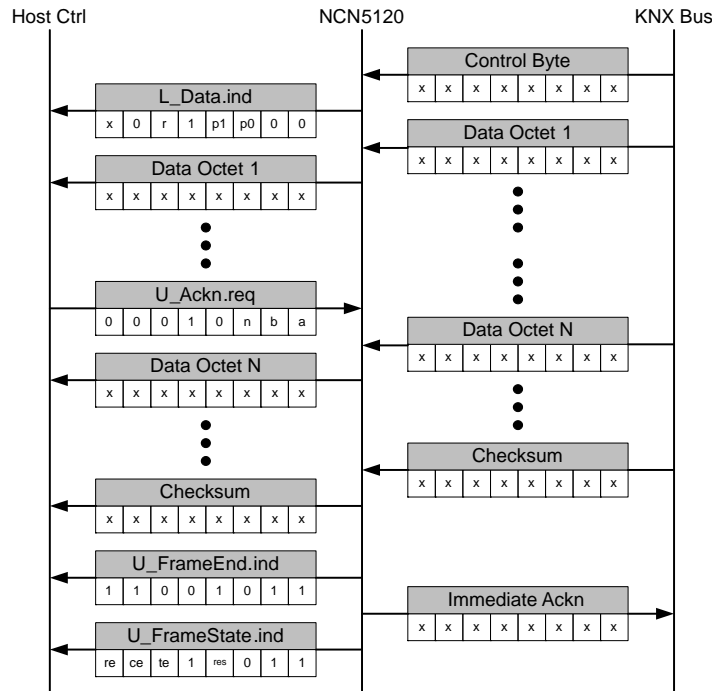 Host Ctrl NCN5120 KNX Bus
Control Byte
x x x x x x x x
L_Data.ind
x 0 r 1 p1 p0 0 0
Data Octet 1
x x x x x x x x
Data Octet 1
x x x x x x x x
U_Ackn.req
0 0 0 1 0 n b a
Data Octet N
x x x x x x x x
Data Octet N
x x x x x x x x
Checksum
x x x x x x x x
Checksum
x x x x x x x x
U_FrameEnd.ind
1 1 0 0 1 0 1 1
Immediate Ackn
x x x x x x x x
U_FrameState.ind
re ce te 1 res 0 1 1